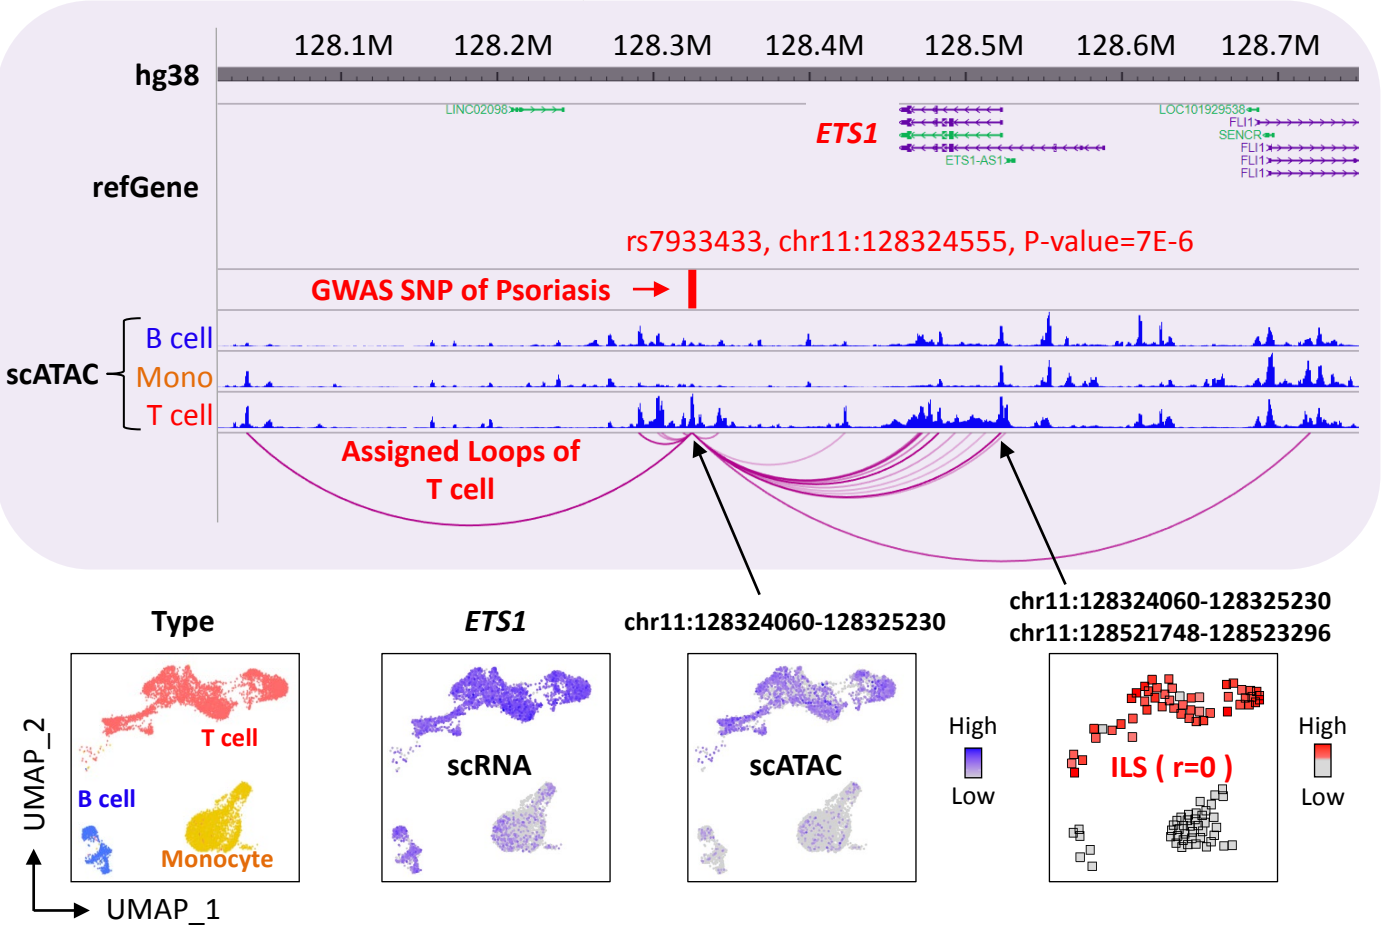 128.1M 128.2M 128.3M 128.4M 128.5M 128.6M 128.7M
hg38
LINC02098 LOC101929538
ETS1 FLI1
SENCR
FLI1
ETS1-AS1 FLI1
refGene FLI1
rs7933433, chr11:128324555, P-value=7E-6
GWAS SNP of Psoriasis
B cell
scATAC Mono
T cell
Assigned Loops of
T cell
chr11:128324060-128325230
chr11:128521748-128523296
Type ETS1 chr11:128324060-128325230
T cell
scRNA scATAC High Low ILS ( r=0 ) High Low
B cell
Monocyte
UMAP_2
UMAP_1